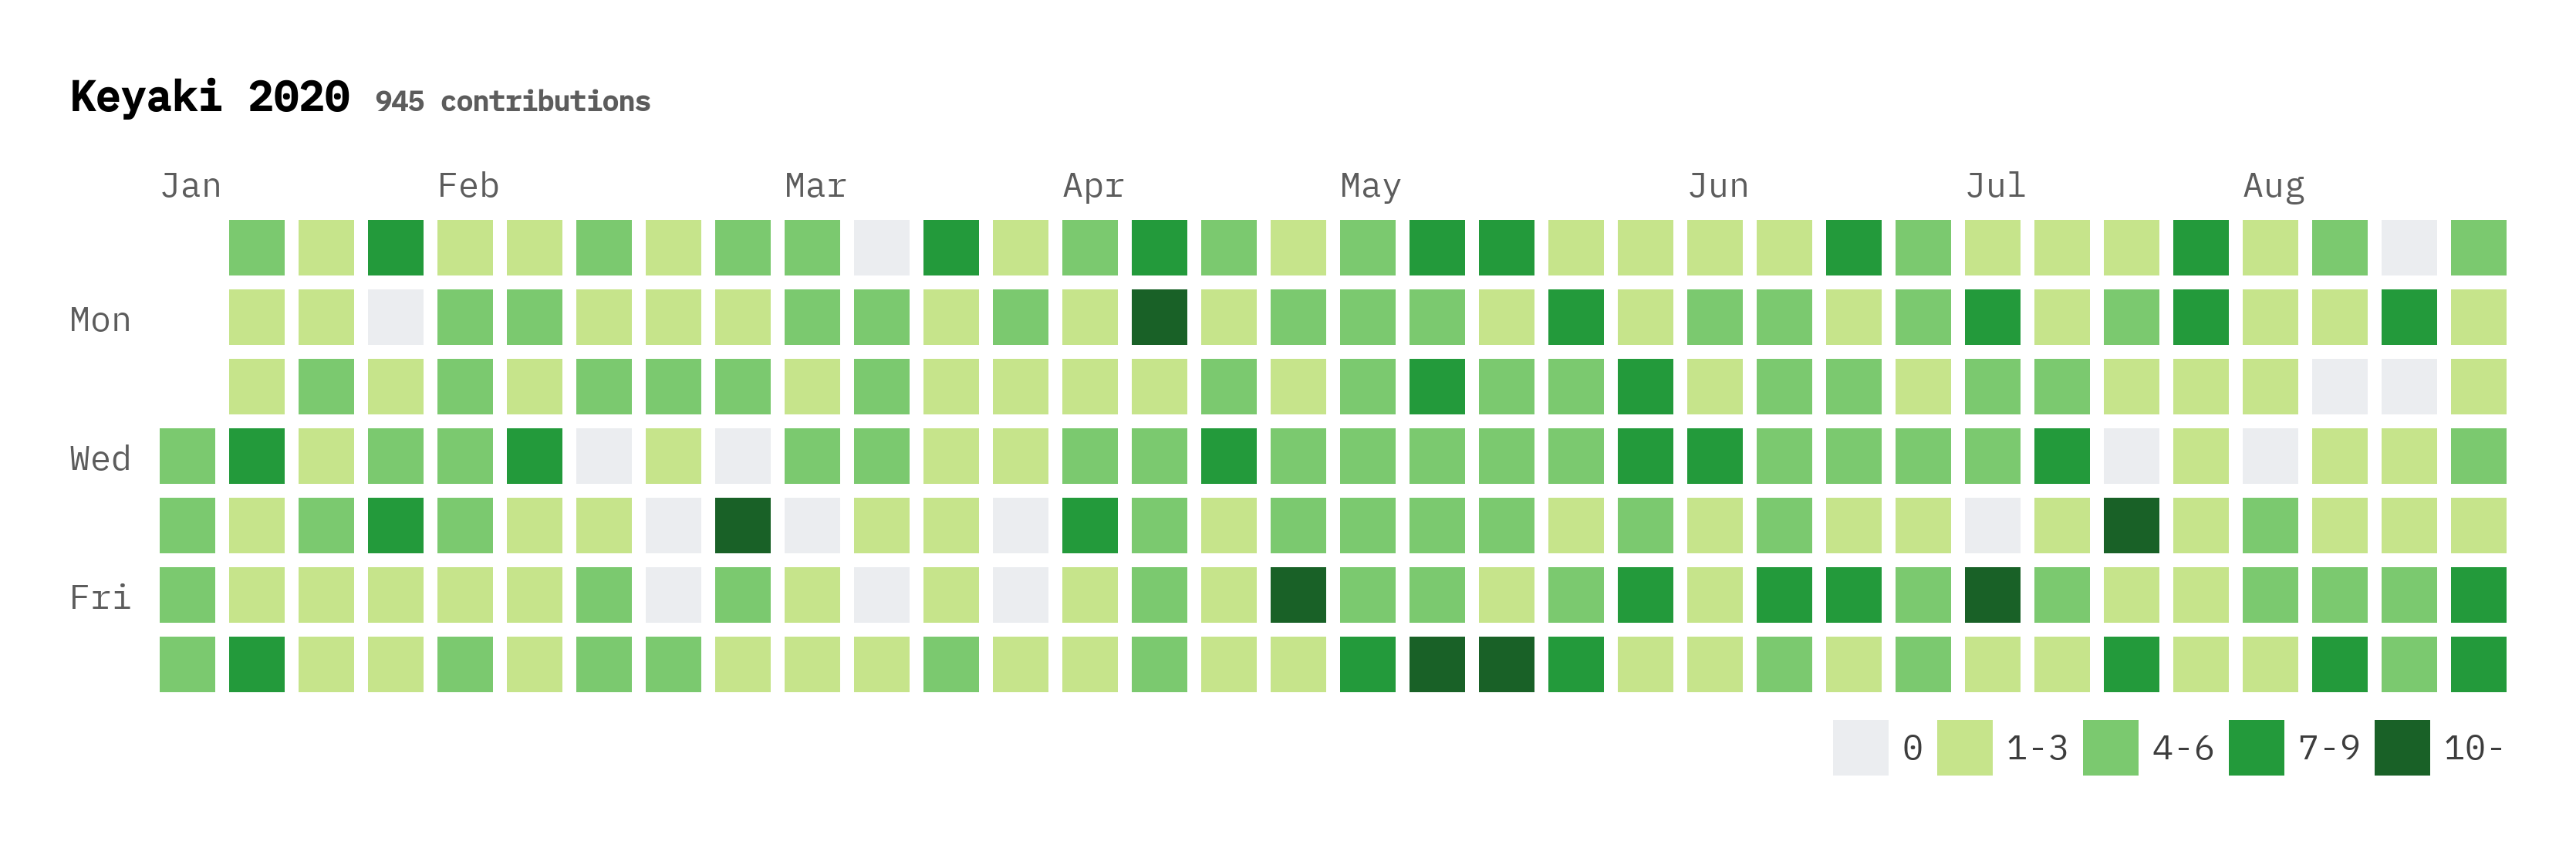 Keyaki 2020 945 contributions
Jan Feb Mar Apr May Jun Jul Aug
Mon
Wed
Fri
0 1-3 4-6 7-9 10-